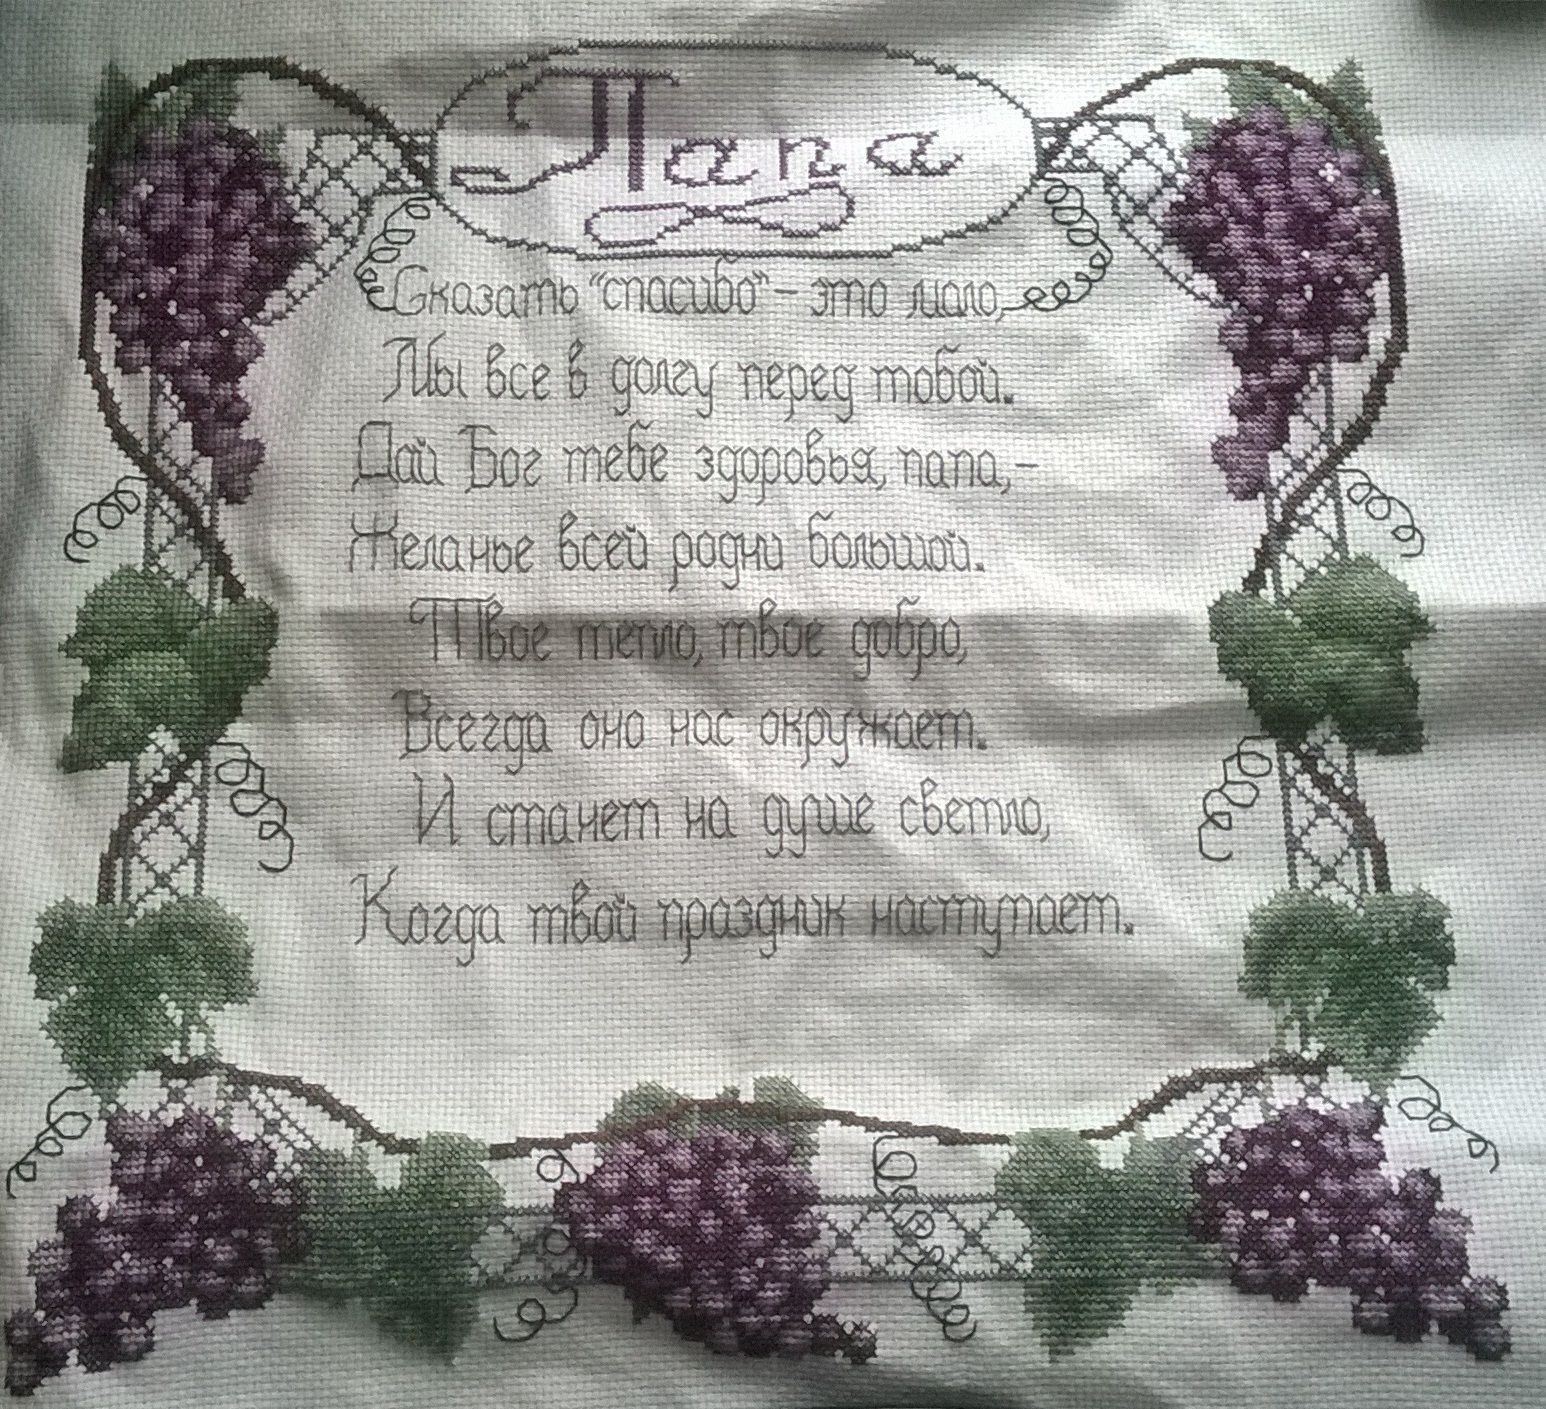 Папа
Сказать "спасибо" - это мало,
Мы все в долгу перед тобой.
Дай Бог тебе здоровья, папа, -
Желанье всей родни большой.
Твое тепло, твое добро,
Всегда оно нас окружает.
И станет на душе светло,
Когда твой праздник наступает.